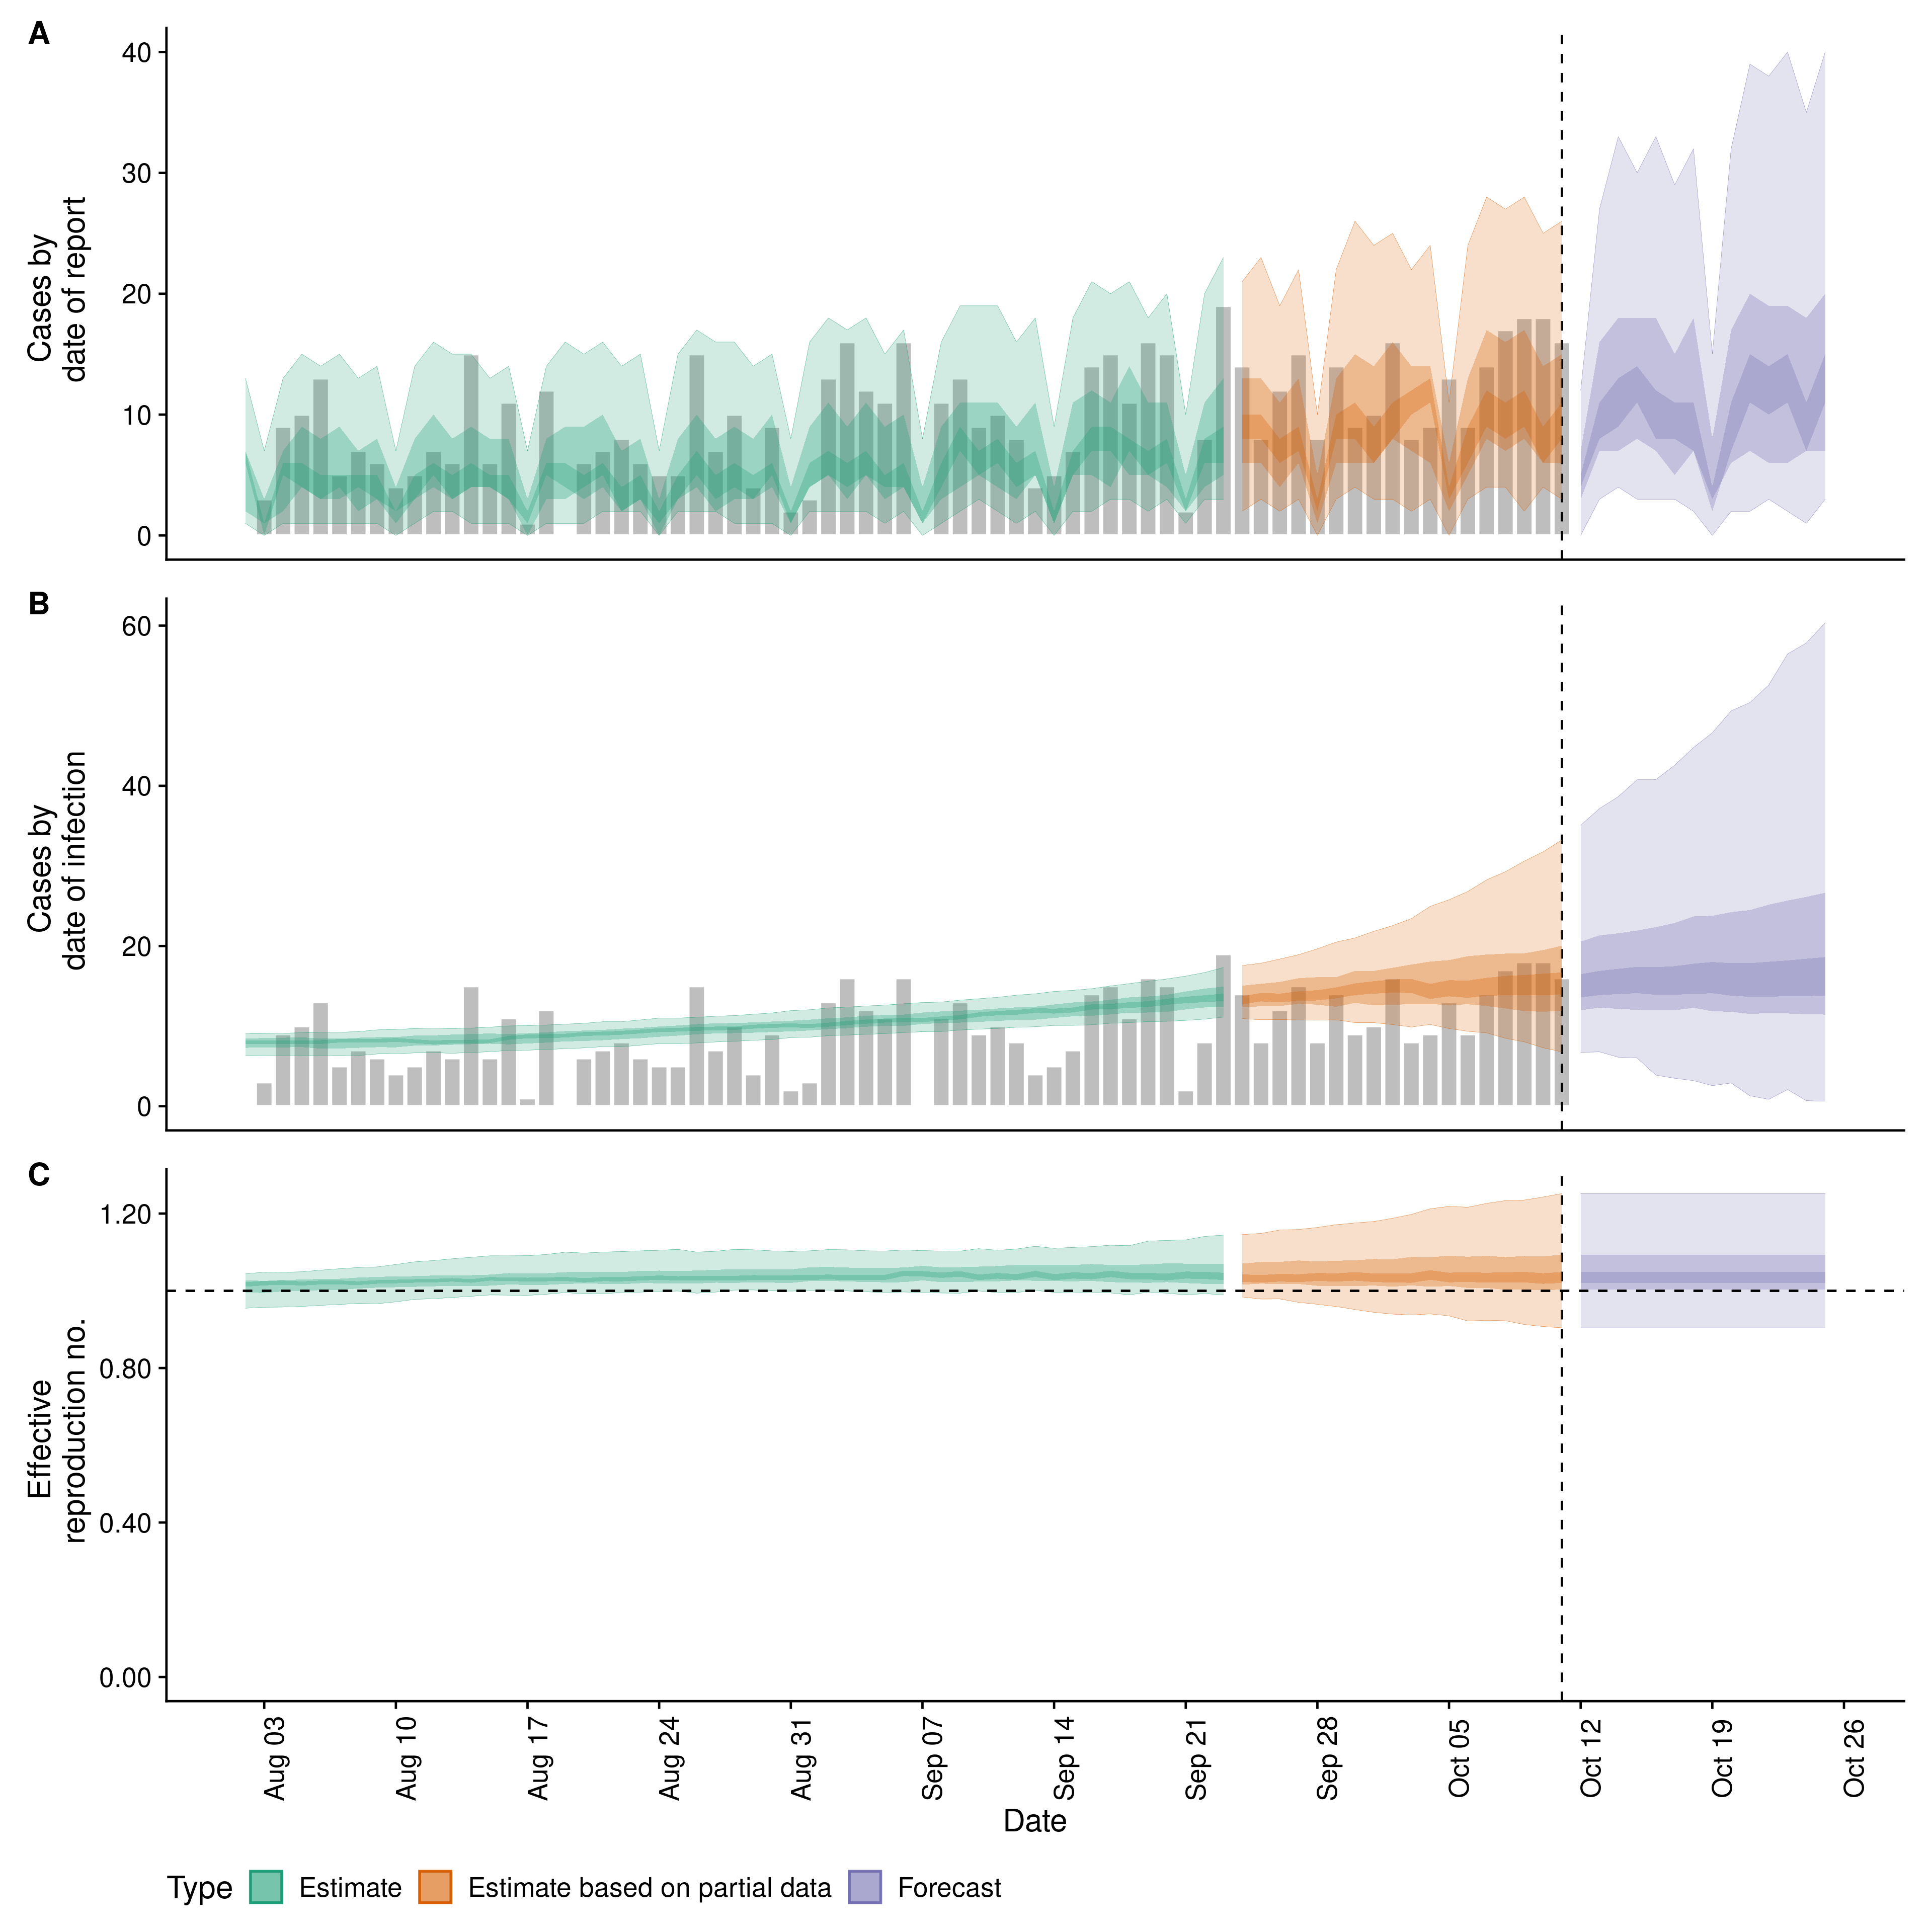 A
40
30
20
10
0
Cases by
date of report
B
60
40
20
0
Cases by
date of infection
C
1.20
0.80
0.40
0.00
Effective
reproduction no.
Aug 03
Aug 10
Aug 17
Aug 24
Aug 31
Sep 07
Sep 14
Sep 21
Sep 28
Oct 05
Oct 12
Oct 19
Oct 26
Date
Type Estimate Estimate based on partial data Forecast